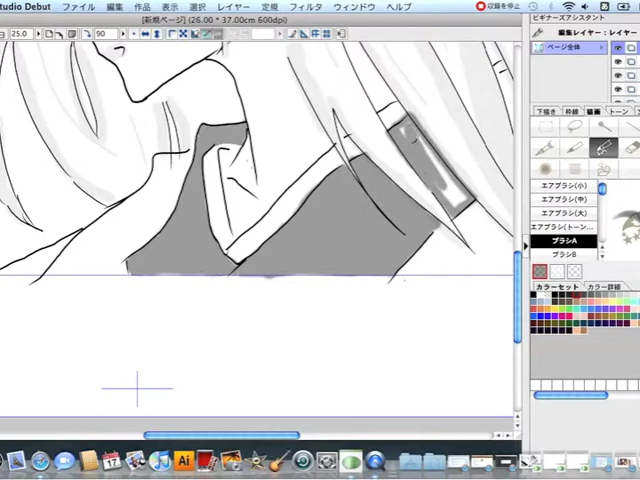 Studio Debut ファイル 編集 作品 表示 選択 レイヤー 定規 フィルタ ウィンドウ ヘルプ 収録を停止
[新規ページ] (26.00 * 37.00cm 600dpi)
ビギナーズアシスタント
25.0 90
編集レイヤー：[レイヤー
ページ全体
下描き 枠線 描画 トーン
エアブラシ(小)
エアブラシ(中)
エアブラシ(大)
エアブラシ(トーン…
ブラシA
ブラシB
カラーセット カラー詳細
17 Ai